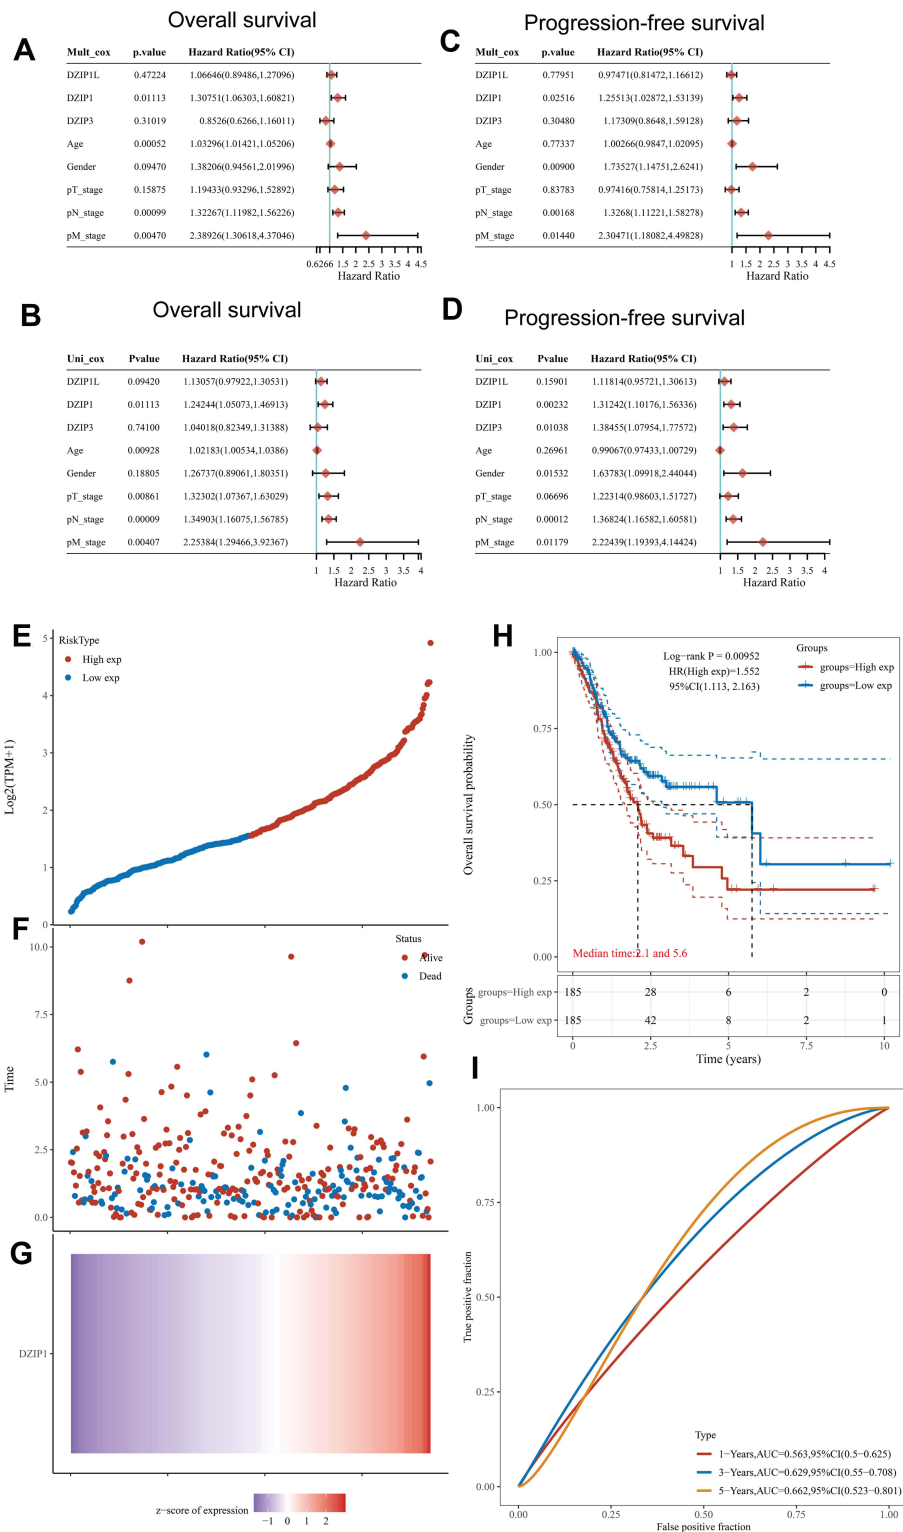 Overall survival
A
Mult_cox p.value Hazard Ratio(95% CI)
DZIP1L 0.47224 1.06646(0.89486,1.27096)
DZIP1 0.01113 1.30751(1.06303,1.60821)
DZIP3 0.31019 0.8526(0.6266,1.16011)
Age 0.00052 1.03296(1.01421,1.05206)
Gender 0.09470 1.38206(0.94561,2.01996)
pT_stage 0.15875 1.19433(0.93296,1.52892)
pN_stage 0.00099 1.32267(1.11982,1.56226)
pM_stage 0.00470 2.38926(1.30618,4.37046)
0.6266 1 1.5 2 2.5 3 3.5 4 4.5
Hazard Ratio
Progression-free survival
C
Mult_cox p.value Hazard Ratio(95% CI)
DZIP1L 0.77951 0.97471(0.81472,1.16612)
DZIP1 0.02516 1.25513(1.02872,1.53139)
DZIP3 0.30480 1.17309(0.8648,1.59128)
Age 0.77337 1.00266(0.9847,1.02095)
Gender 0.00900 1.73527(1.14751,2.6241)
pT_stage 0.83783 0.97416(0.75814,1.25173)
pN_stage 0.00168 1.3268(1.11221,1.58278)
pM_stage 0.01440 2.30471(1.18082,4.49828)
1 1.5 2 2.5 3 3.5 4 4.5
Hazard Ratio
Overall survival
B
Uni_cox Pvalue Hazard Ratio(95% CI)
DZIP1L 0.09420 1.13057(0.97922,1.30531)
DZIP1 0.01113 1.24244(1.05073,1.46913)
DZIP3 0.74100 1.04018(0.82349,1.31388)
Age 0.00928 1.02183(1.00534,1.0386)
Gender 0.18805 1.26737(0.89061,1.80351)
pT_stage 0.00861 1.32302(1.07367,1.63029)
pN_stage 0.00009 1.34903(1.16075,1.56785)
pM_stage 0.00407 2.25384(1.29466,3.92367)
1 1.5 2 2.5 3 3.5 4
Hazard Ratio
D
Progression-free survival
Uni_cox Pvalue Hazard Ratio(95% CI)
DZIP1L 0.15901 1.11814(0.95721,1.30613)
DZIP1 0.00232 1.31242(1.10176,1.56336)
DZIP3 0.01038 1.38455(1.07954,1.77572)
Age 0.26961 0.99067(0.97433,1.00729)
Gender 0.01532 1.63783(1.09918,2.44044)
pT_stage 0.06696 1.22314(0.98603,1.51727)
pN_stage 0.00012 1.36824(1.16582,1.60581)
pM_stage 0.01179 2.22439(1.19393,4.14424)
1 1.5 2 2.5 3 3.5 4
Hazard Ratio
E
RiskType
High exp
Low exp
Log2(TPM+1)
5
4
3
2
1
0
F
Status
Alive
Dead
Time
10.0
7.5
5.0
2.5
0.0
G
DZIP1
z−score of expression
−1 0 1 2
H
Log−rank P = 0.00952
HR(High exp)=1.552
95%CI(1.113, 2.163)
Groups
groups=High exp
groups=Low exp
Overall survival probability
1.00
0.75
0.50
0.25
0.00
Median time:2.1 and 5.6
Groups
groups=High exp 185 28 6 2 0
groups=Low exp 185 42 8 2 1
0 2.5 5 7.5 10
Time (years)
I
True positive fraction
1.00
0.75
0.50
0.25
0.00
Type
1−Years,AUC=0.563,95%CI(0.5−0.625)
3−Years,AUC=0.629,95%CI(0.55−0.708)
5−Years,AUC=0.662,95%CI(0.523−0.801)
0.00 0.25 0.50 0.75 1.00
False positive fraction